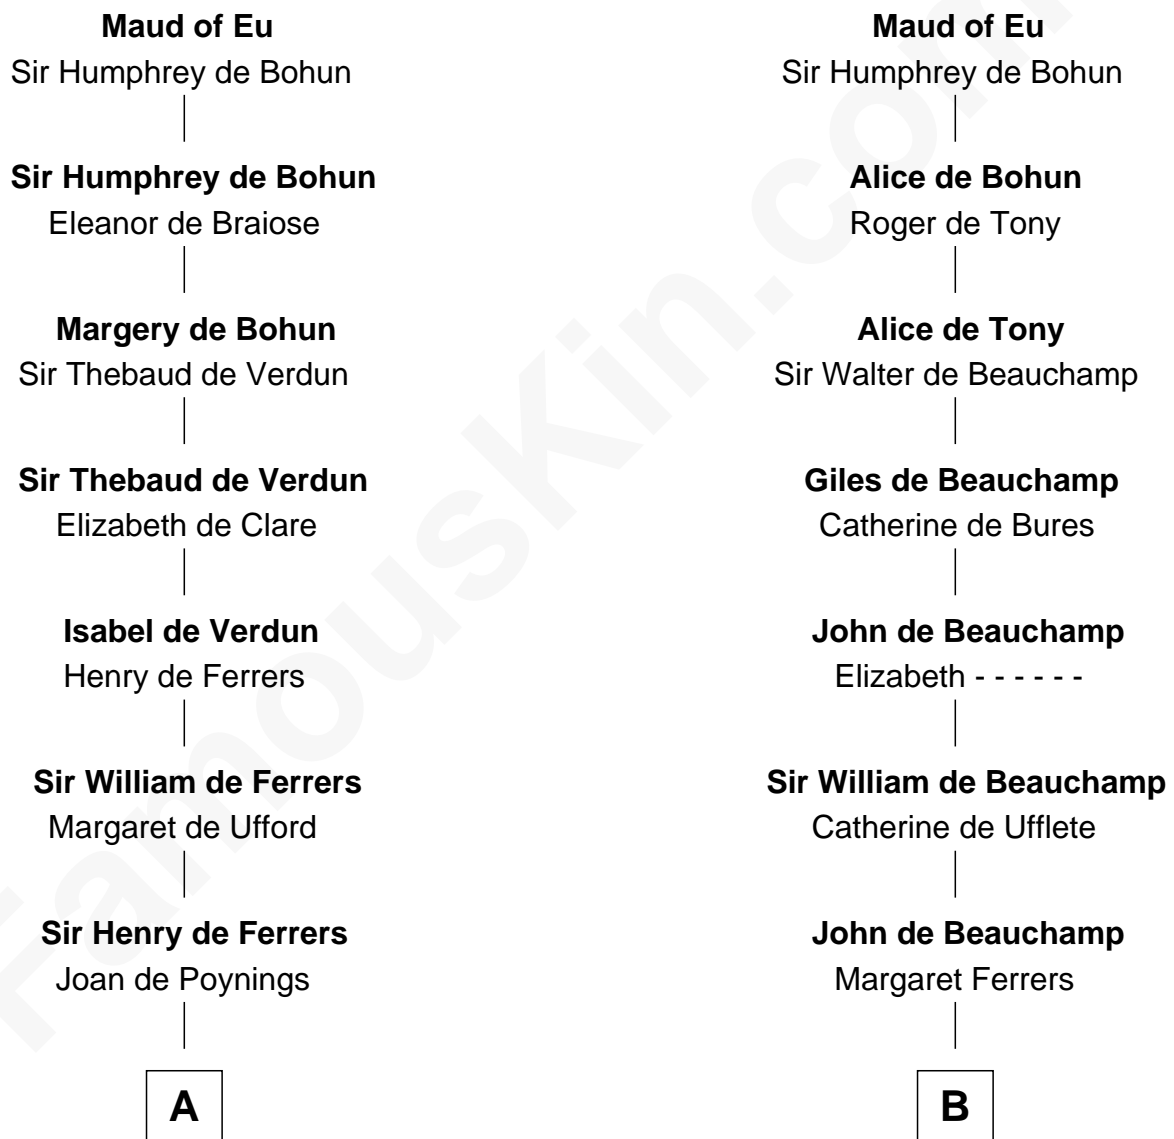 Maud of Eu
Sir Humphrey de Bohun
Sir Humphrey de Bohun
Eleanor de Braiose
Margery de Bohun
Sir Thebaud de Verdun
Sir Thebaud de Verdun
Elizabeth de Clare
Isabel de Verdun
Henry de Ferrers
Sir William de Ferrers
Margaret de Ufford
Sir Henry de Ferrers
Joan de Poynings
A
Maud of Eu
Sir Humphrey de Bohun
Alice de Bohun
Roger de Tony
Alice de Tony
Sir Walter de Beauchamp
Giles de Beauchamp
Catherine de Bures
John de Beauchamp
Elizabeth - - - - - -
Sir William de Beauchamp
Catherine de Ufflete
John de Beauchamp
Margaret Ferrers
B
FamousKin.com